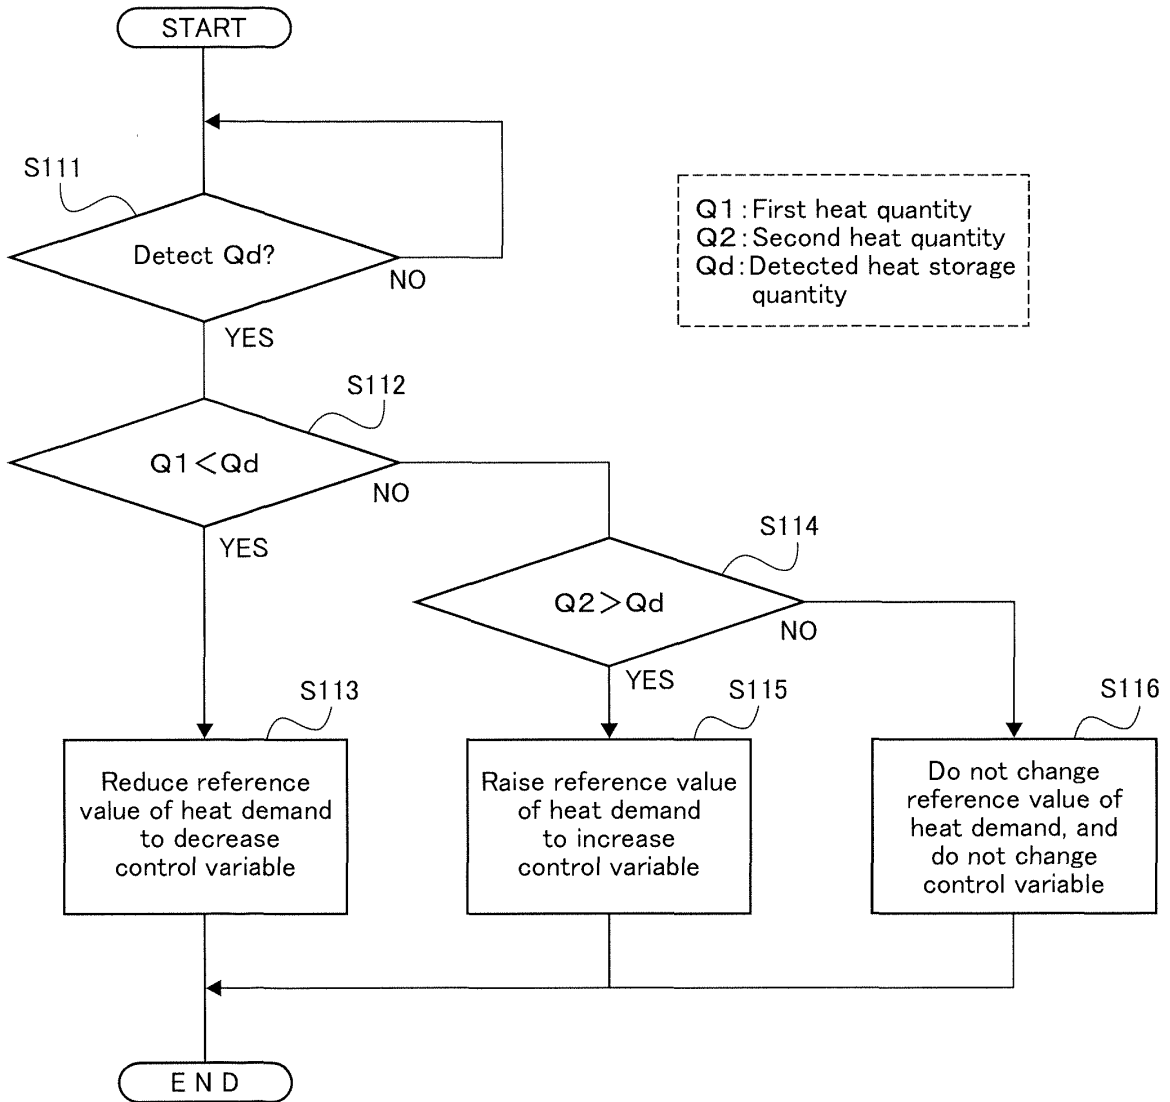 START
S111
Detect Qd?
NO
YES
Q1:First heat quantity
Q2:Second heat quantity
Qd:Detected heat storage
quantity
S112
Q1<Qd
NO
YES
S114
Q2>Qd
NO
YES
S113
Reduce reference
value of heat demand
to decrease
control variable
S115
Raise reference value
of heat demand
to increase
control variable
S116
Do not change
reference value of
heat demand, and
do not change
control variable
END